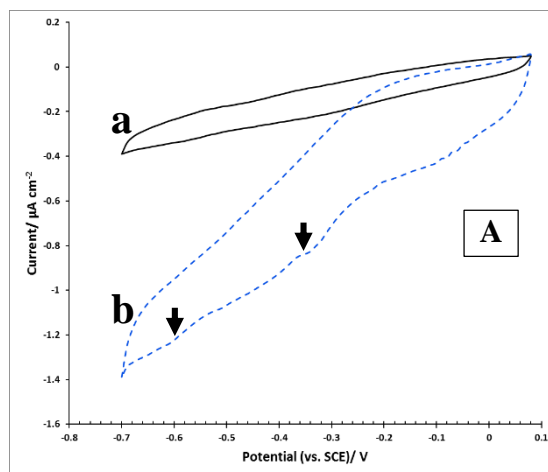 0.2
0
-0.2
-0.4
-0.6
-0.8
-1
-1.2
-1.4
-1.6
Current/ µA cm⁻²
a
b
A
-0.8 -0.7 -0.6 -0.5 -0.4 -0.3 -0.2 -0.1 0 0.1
Potential (vs. SCE)/ V